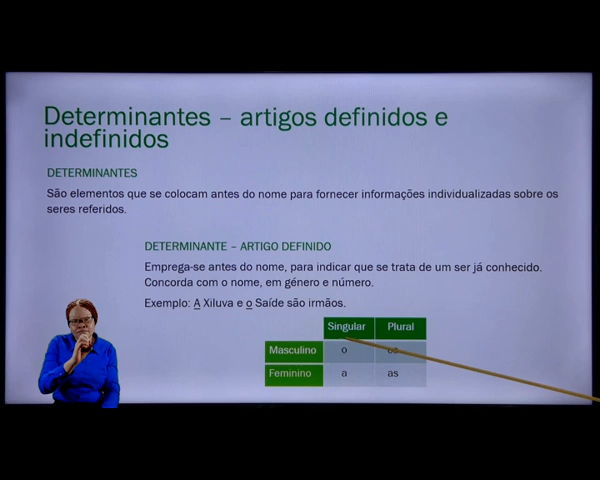 Determinantes – artigos definidos e
indefinidos
DETERMINANTES
São elementos que se colocam antes do nome para fornecer informações individualizadas sobre os
seres referidos.
DETERMINANTE – ARTIGO DEFINIDO
Emprega-se antes do nome, para indicar que se trata de um ser já conhecido.
Concorda com o nome, em género e número.
Exemplo: A Xiluva e o Saíde são irmãos.
Singular Plural
Masculino o
Feminino a as